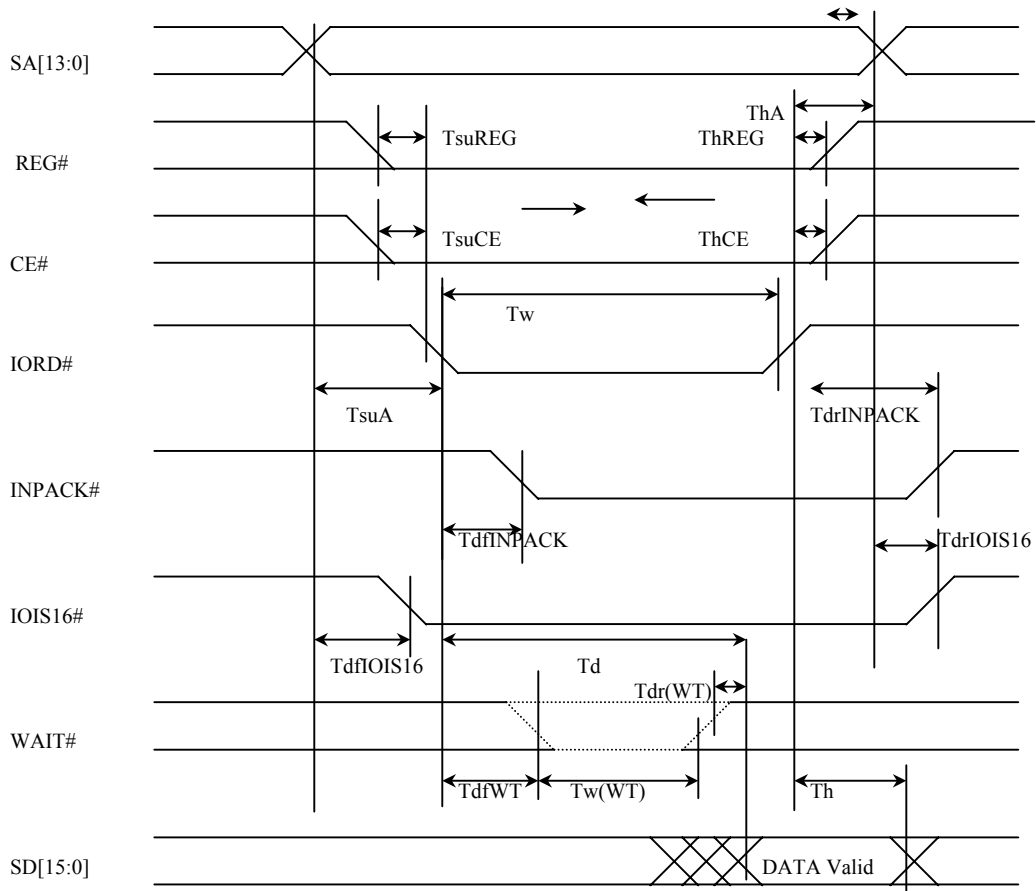 SA[13:0]
ThA
TsuREG
ThREG
REG#
TsuCE
ThCE
CE#
Tw
IORD#
TsuA
TdrINPACK
INPACK#
TdfINPACK
TdrIOIS16
IOIS16#
TdfIOIS16
Td
Tdr(WT)
WAIT#
TdfWT
Tw(WT)
Th
SD[15:0]
DATA Valid